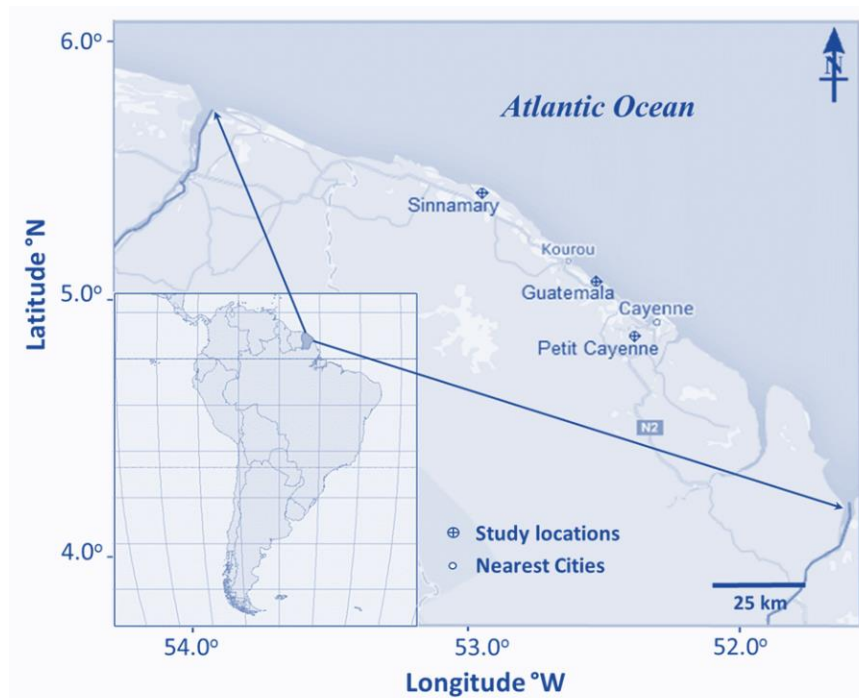 6.0°
N
Atlantic Ocean
Sinnamary
Kourou
Guatemala
5.0°
Cayenne
Petit Cayenne
Latitude °N
N2
Study locations
Nearest Cities
4.0°
25 km
54.0°
53.0°
52.0°
Longitude °W